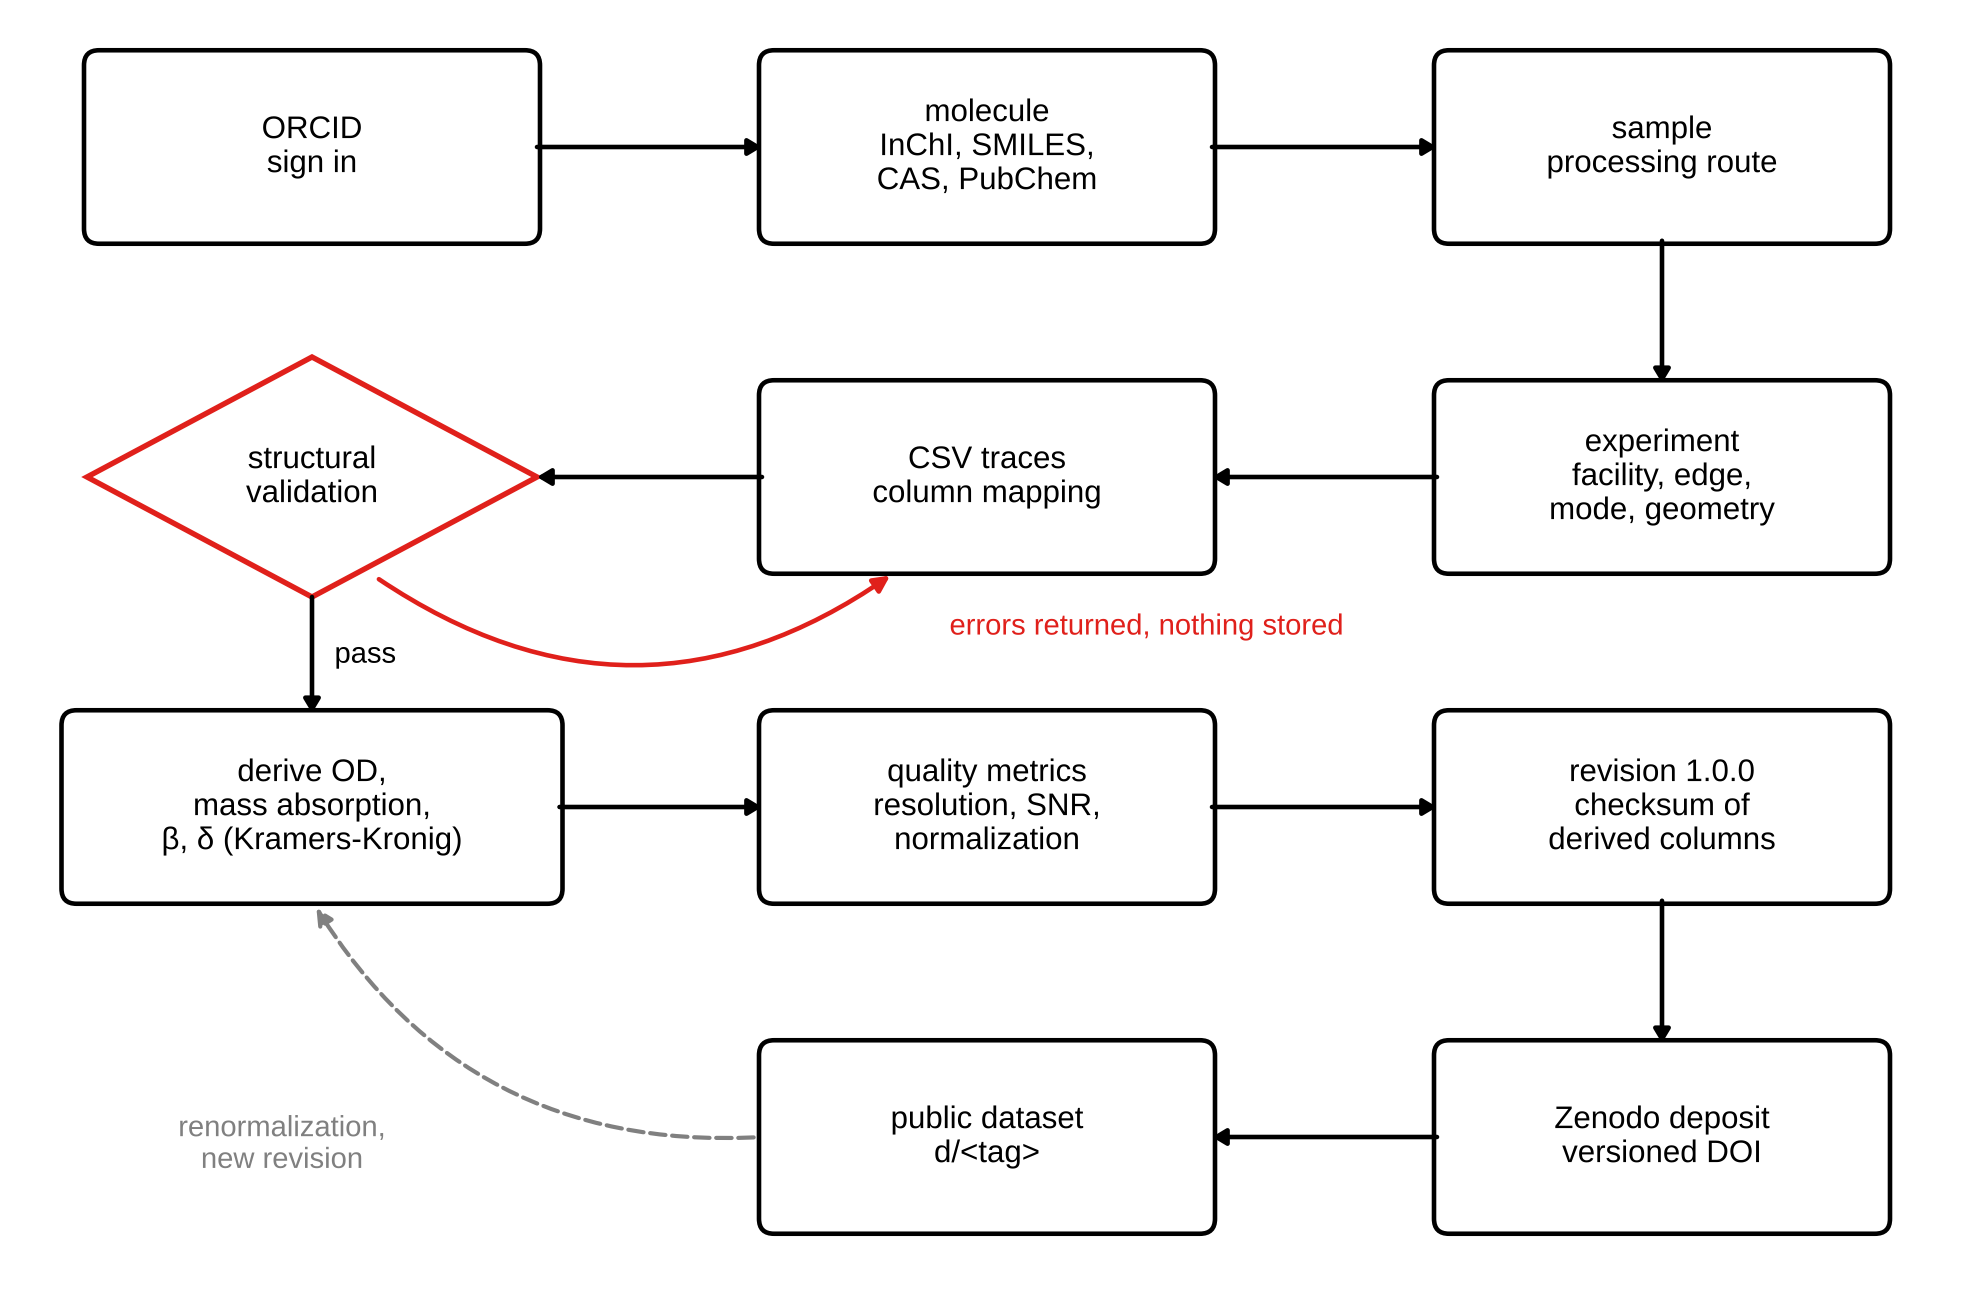 ORCID
sign in
molecule
InChI, SMILES,
CAS, PubChem
sample
processing route
structural
validation
CSV traces
column mapping
experiment
facility, edge,
mode, geometry
errors returned, nothing stored
pass
derive OD,
mass absorption,
β, δ (Kramers-Kronig)
quality metrics
resolution, SNR,
normalization
revision 1.0.0
checksum of
derived columns
renormalization,
new revision
public dataset
d/<tag>
Zenodo deposit
versioned DOI